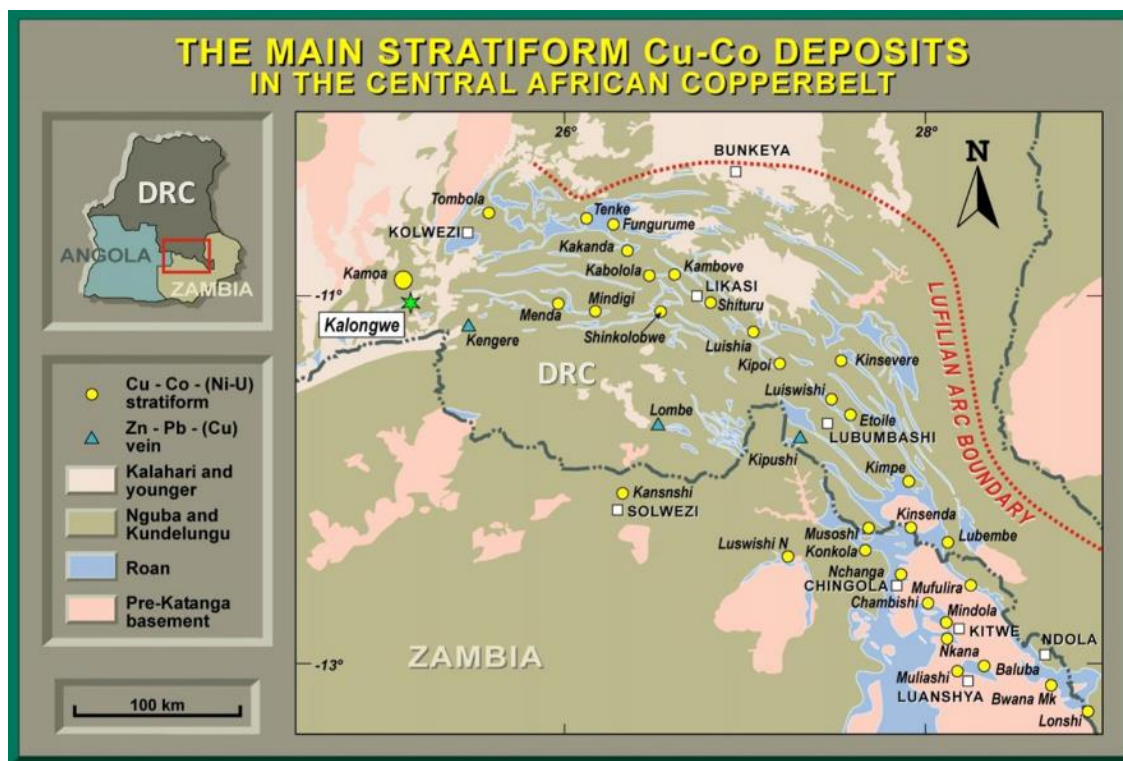 THE MAIN STRATIFORM Cu-Co DEPOSITS
IN THE CENTRAL AFRICAN COPPERBELT
DRC
ANGOLA
ZAMBIA
Cu - Co - (Ni-U)
stratiform
Zn - Pb - (Cu)
vein
Kalahari and
younger
Nguba and
Kundelungu
Roan
Pre-Katanga
basement
100 km
26°
28°
-11°
-13°
N
BUNKEYA
Tombola
KOLWEZI
Tenke
Fungurume
Kakanda
Kamoa
Kabolola
Kambove
LIKASI
Kalongwe
Menda
Mindigi
Shituru
Shinkolobwe
Kengere
Luishia
DRC
Kipoi
Kinsevere
Luiswishi
Etoile
Lombe
LUBUMBASHI
Kipushi
Kimpe
LUFILIAN ARC BOUNDARY
Kansnshi
SOLWEZI
Kinsenda
Musoshi
Lubembe
Luswishi N
Konkola
Nchanga
CHINGOLA
Mufulira
Chambishi
Mindola
KITWE
NDOLA
Nkana
ZAMBIA
Baluba
Muliashi
LUANSHYA
Bwana Mk
Lonshi